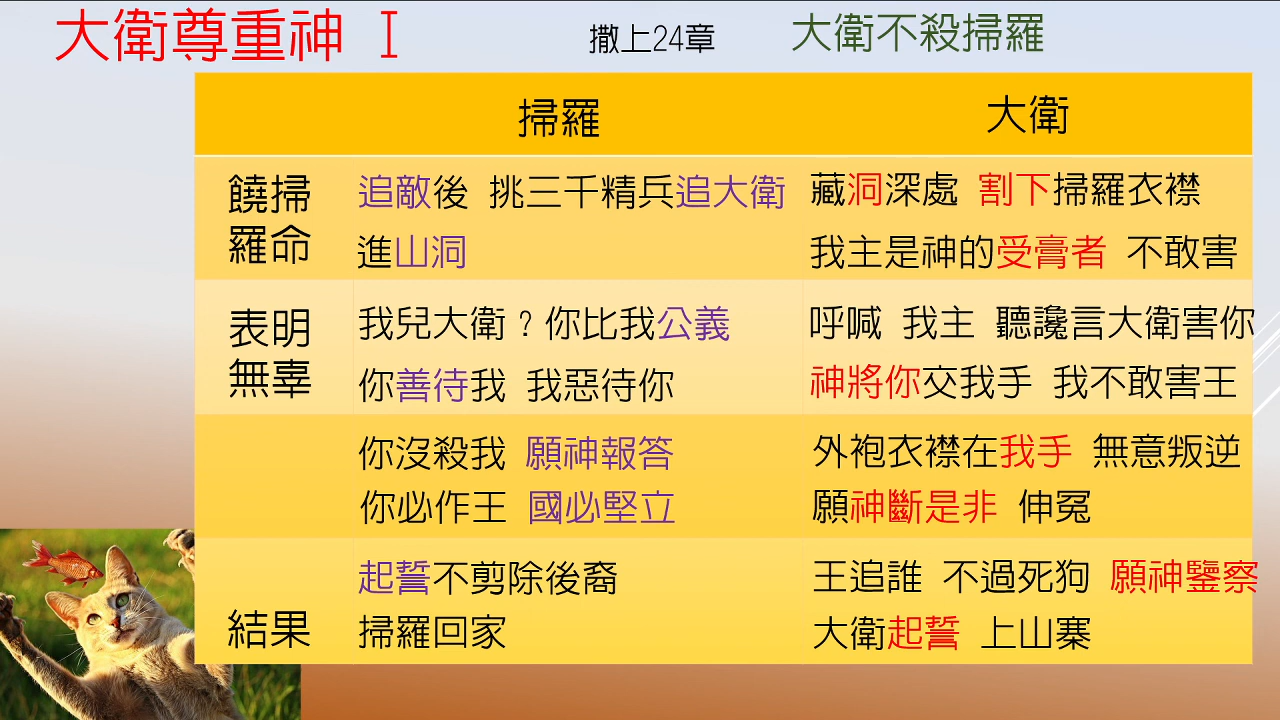 大衛尊重神 I 撒上24章 大衛不殺掃羅
掃羅 大衛
饒掃羅命
追敵後 挑三千精兵追大衛
進山洞
藏洞深處 割下掃羅衣襟
我主是神的受膏者 不敢害
表明無辜
我兒大衛？你比我公義
你善待我 我惡待你
呼喊 我主 聽讒言大衛害你
神將你交我手 我不敢害王
你沒殺我 願神報答
你必作王 國必堅立
外袍衣襟在我手 無意叛逆
願神斷是非 伸冤
結果
起誓不剪除後裔
掃羅回家
王追誰 不過死狗 願神鑒察
大衛起誓 上山寨